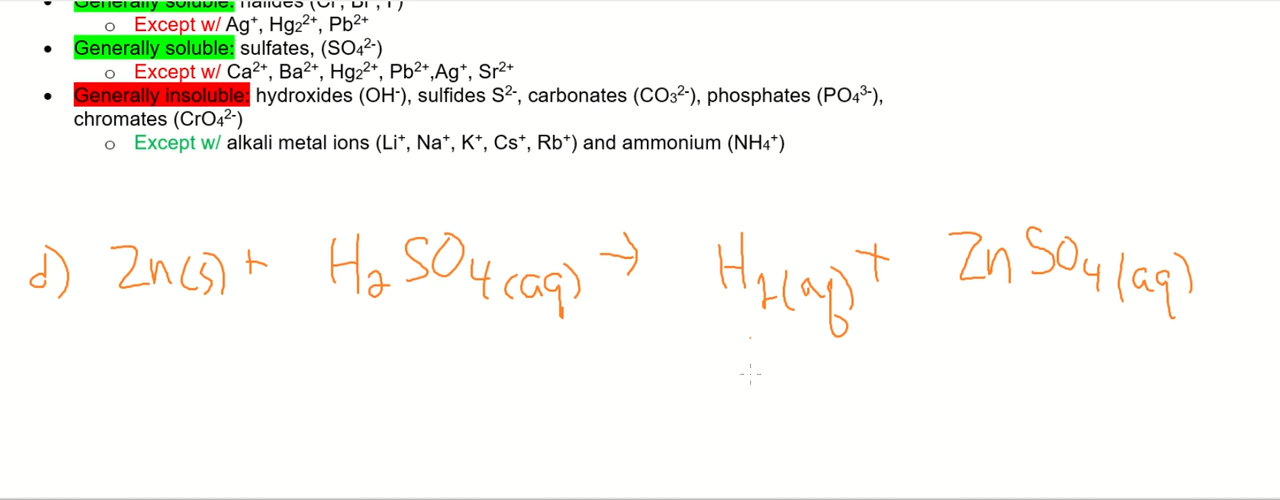 Generally soluble: halides (Cl-, Br-, I-)
o Except w/ Ag⁺, Hg₂²⁺, Pb²⁺
• Generally soluble: sulfates, (SO₄²⁻)
o Except w/ Ca²⁺, Ba²⁺, Hg₂²⁺, Pb²⁺,Ag⁺, Sr²⁺
• Generally insoluble: hydroxides (OH⁻), sulfides S²⁻, carbonates (CO₃²⁻), phosphates (PO₄³⁻),
chromates (CrO₄²⁻)
o Except w/ alkali metal ions (Li⁺, Na⁺, K⁺, Cs⁺, Rb⁺) and ammonium (NH₄⁺)
d) Zn(s) + H₂SO₄(aq) → H₂(aq) + ZnSO₄(aq)